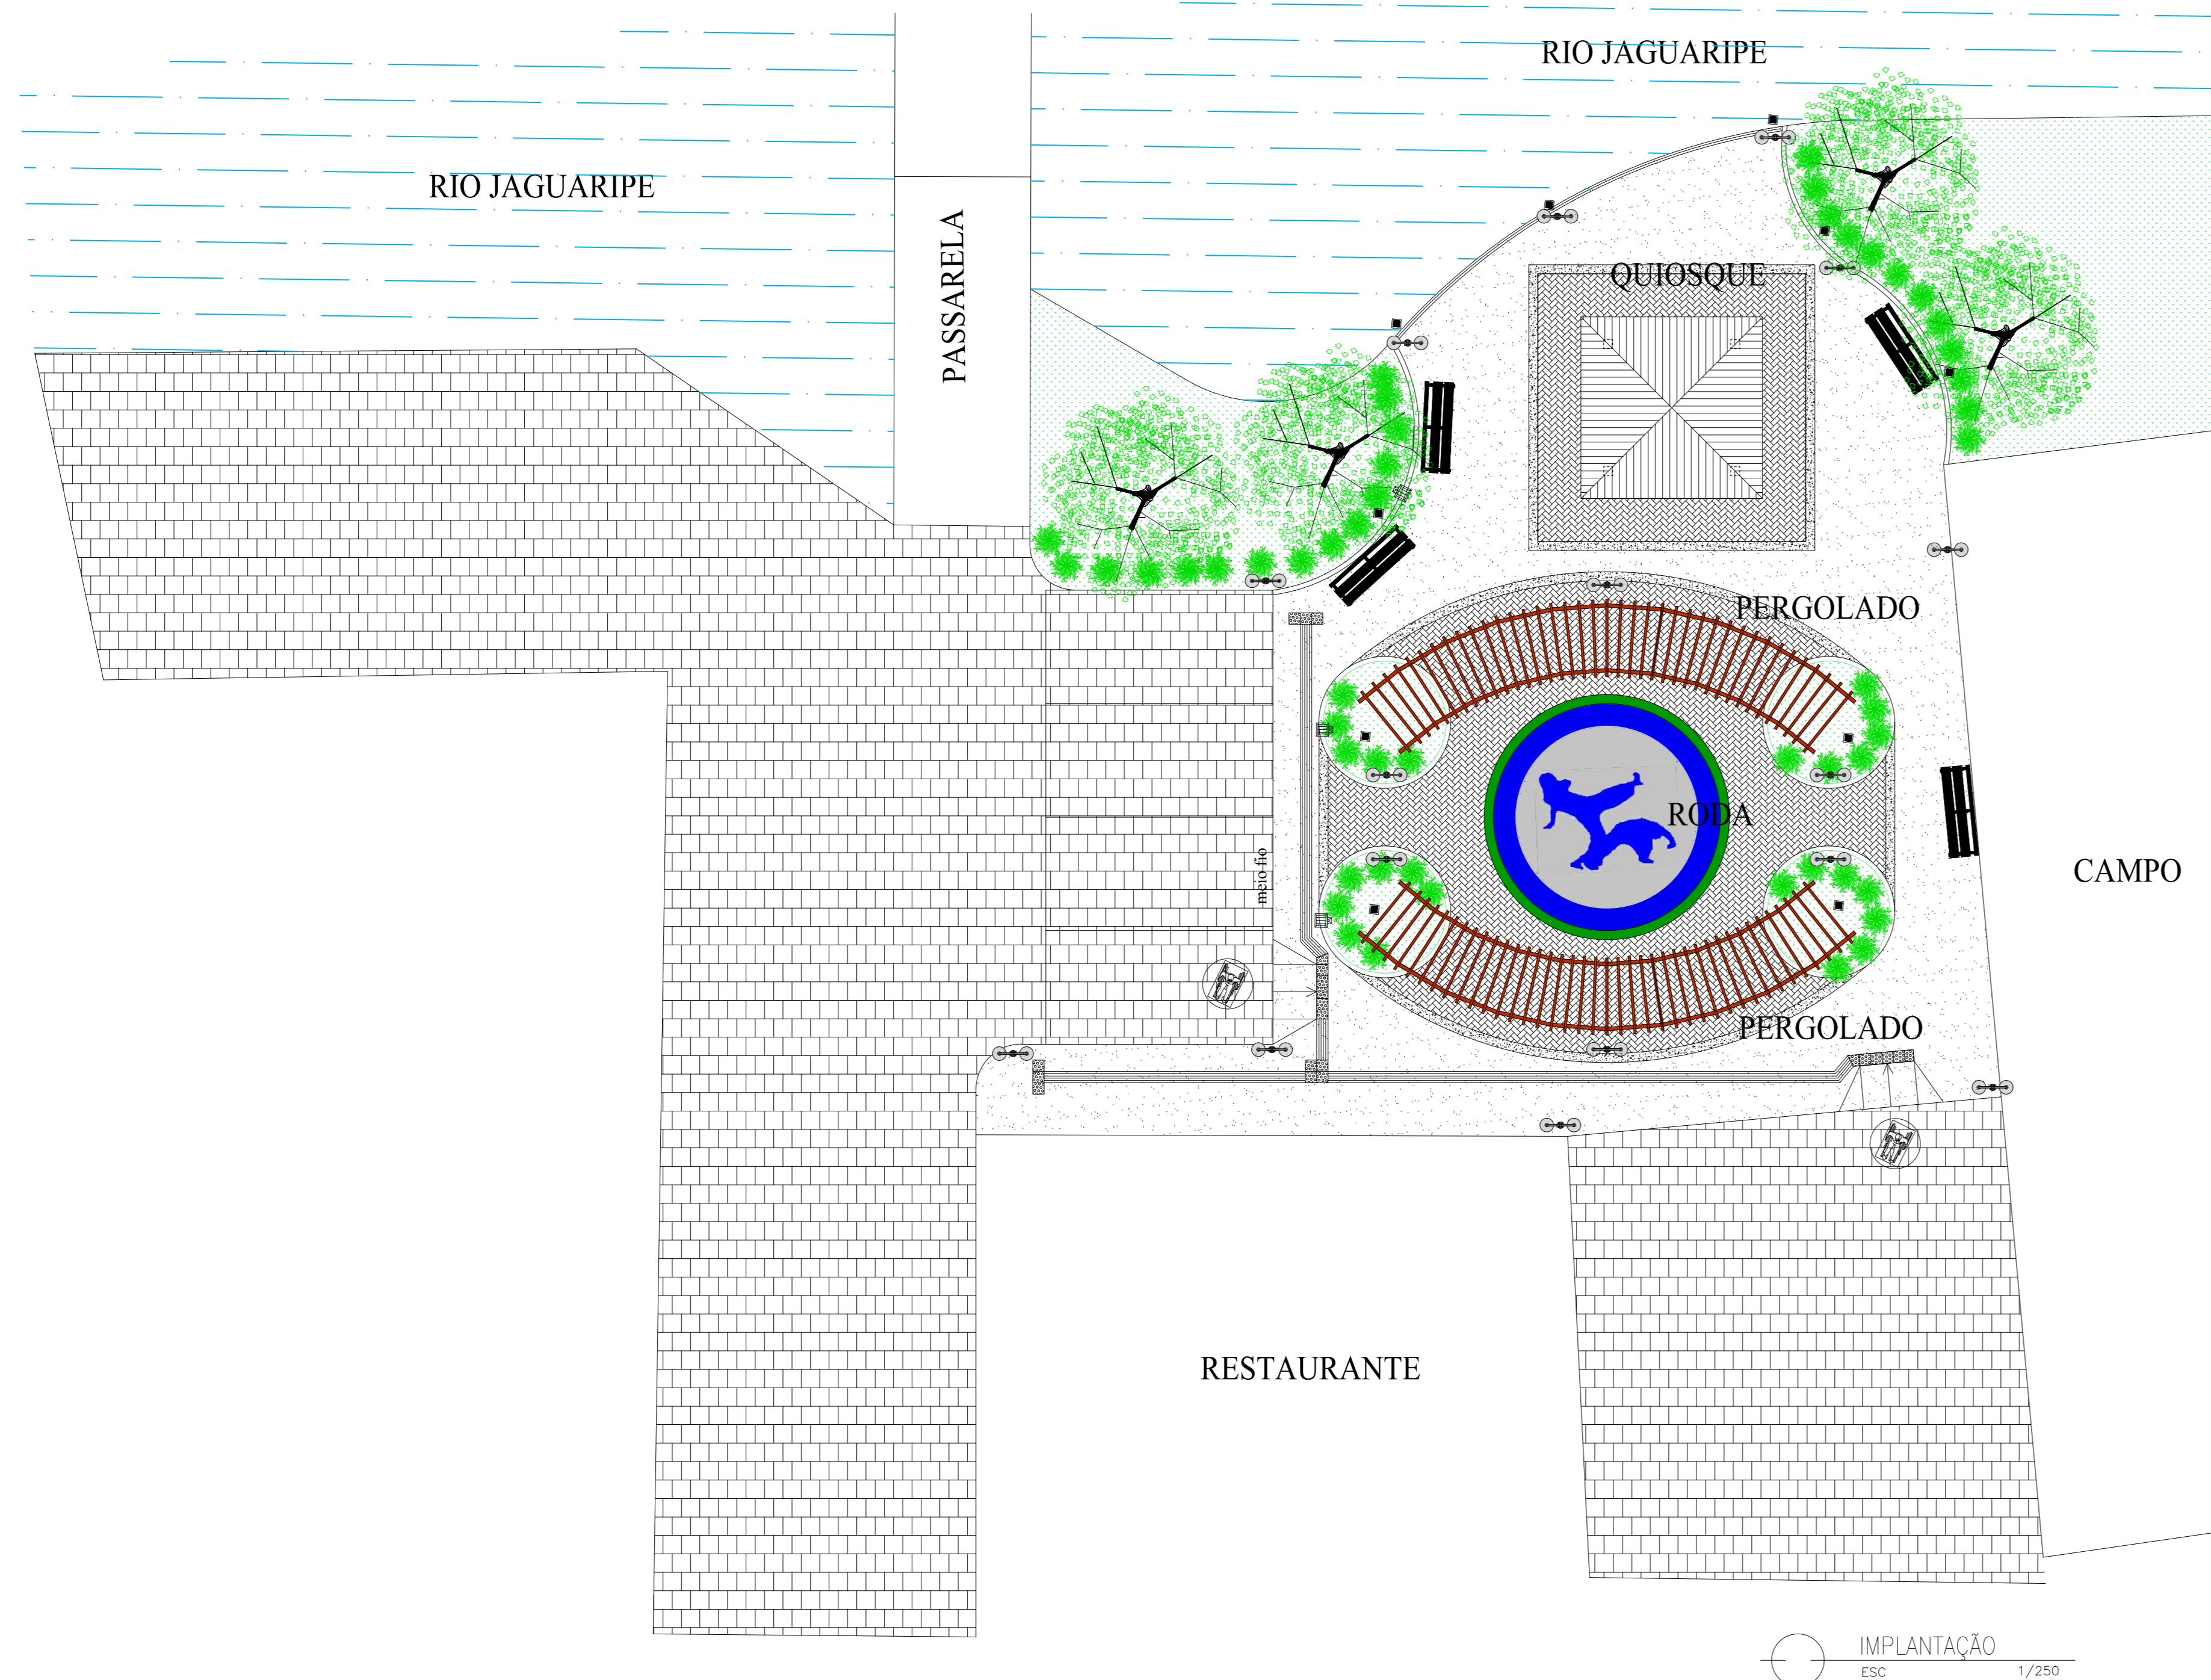 RIO JAGUARIPE
RIO JAGUARIPE
PASSARELA
QUIOSQUE
PERGOLADO
RODA
meio fio
CAMPO
PERGOLADO
RESTAURANTE
IMPLANTAÇÃO
ESC 1/250